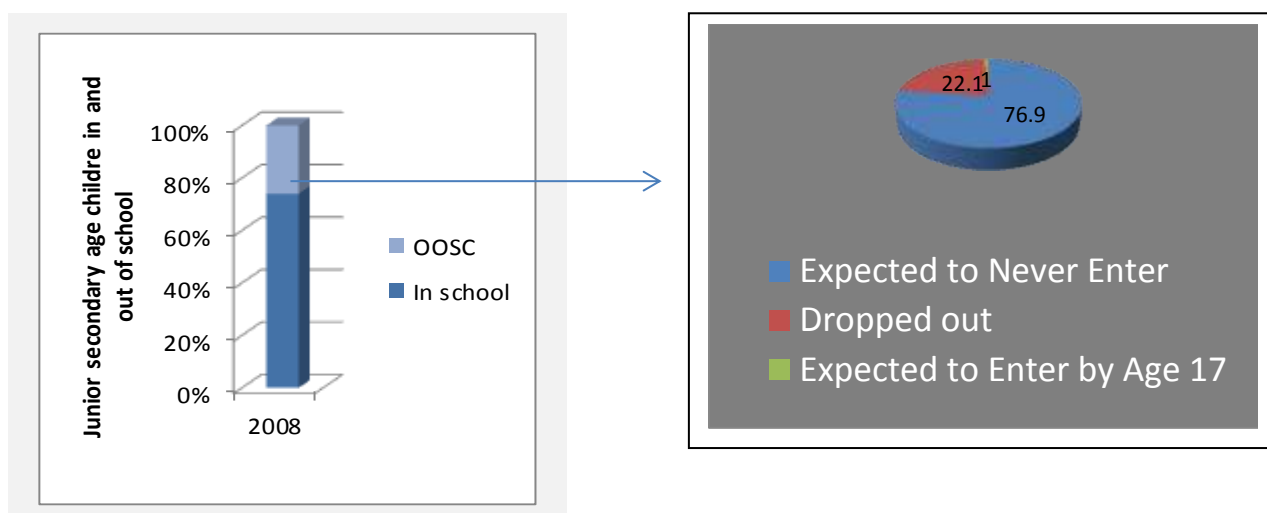 Junior secondary age childre in and
out of school
100%
80%
60%
40%
20%
0%
2008
OOSC
In school
22.1
1
76.9
Expected to Never Enter
Dropped out
Expected to Enter by Age 17